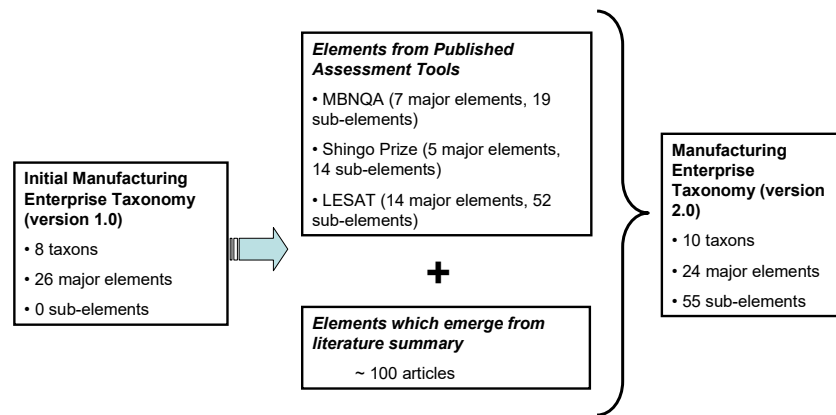 Initial Manufacturing
Enterprise Taxonomy
(version 1.0)
• 8 taxons
• 26 major elements
• 0 sub-elements
Elements from Published
Assessment Tools
• MBNQA (7 major elements, 19
sub-elements)
• Shingo Prize (5 major elements,
14 sub-elements)
• LESAT (14 major elements, 52
sub-elements)
+
Elements which emerge from
literature summary
~ 100 articles
Manufacturing
Enterprise
Taxonomy (version
2.0)
• 10 taxons
• 24 major elements
• 55 sub-elements